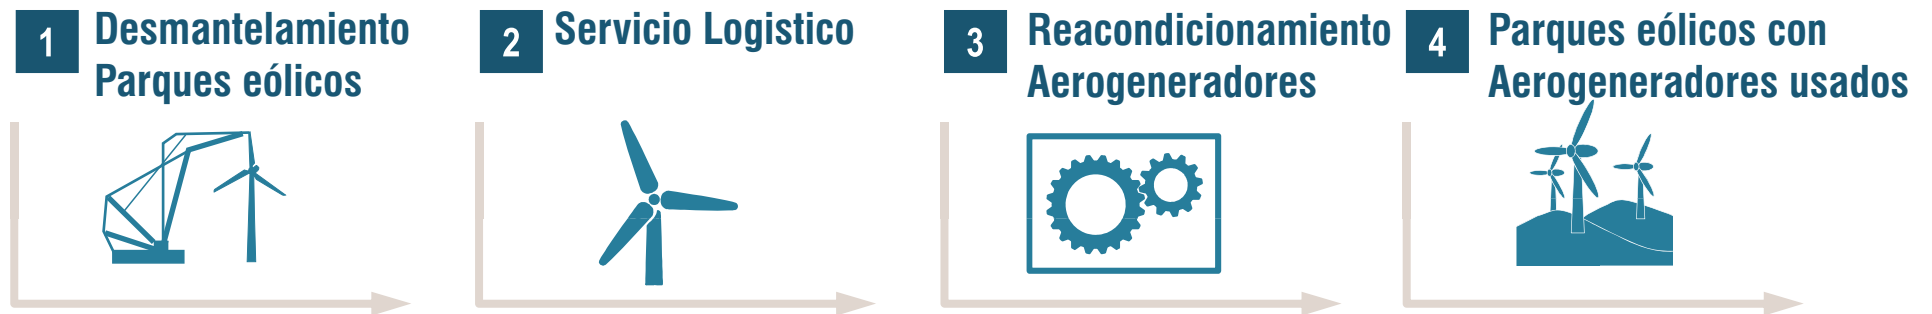 1
Desmantelamiento
Parques eólicos
2
Servicio Logistico
3
Reacondicionamiento
Aerogeneradores
4
Parques eólicos con
Aerogeneradores usados